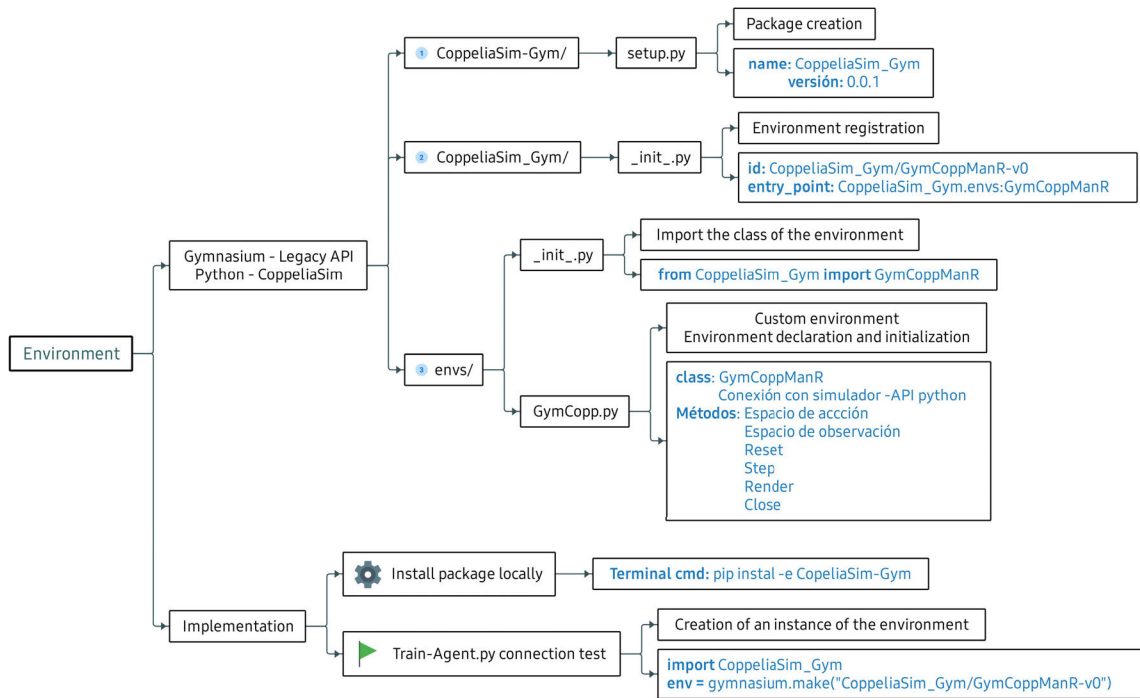 Package creation
1 CoppeliaSim-Gym/
setup.py
name: CoppeliaSim_Gym
versión: 0.0.1
Environment registration
2 CoppeliaSim_Gym/
_init_.py
id: CoppeliaSim_Gym/GymCoppManR-v0
entry_point: CoppeliaSim_Gym.envs:GymCoppManR
Gymnasium - Legacy API
Python - CoppeliaSim
_init_.py
Import the class of the environment
from CoppeliaSim_Gym import GymCoppManR
Environment
3 envs/
GymCopp.py
Custom environment
Environment declaration and initialization
class: GymCoppManR
Conexión con simulador -API python
Métodos: Espacio de accción
Espacio de observación
Reset
Step
Render
Close
Implementation
Install package locally
Terminal cmd: pip instal -e CopeliaSim-Gym
Train-Agent.py connection test
Creation of an instance of the environment
import CoppeliaSim_Gym
env = gymnasium.make("CoppeliaSim_Gym/GymCoppManR-v0")